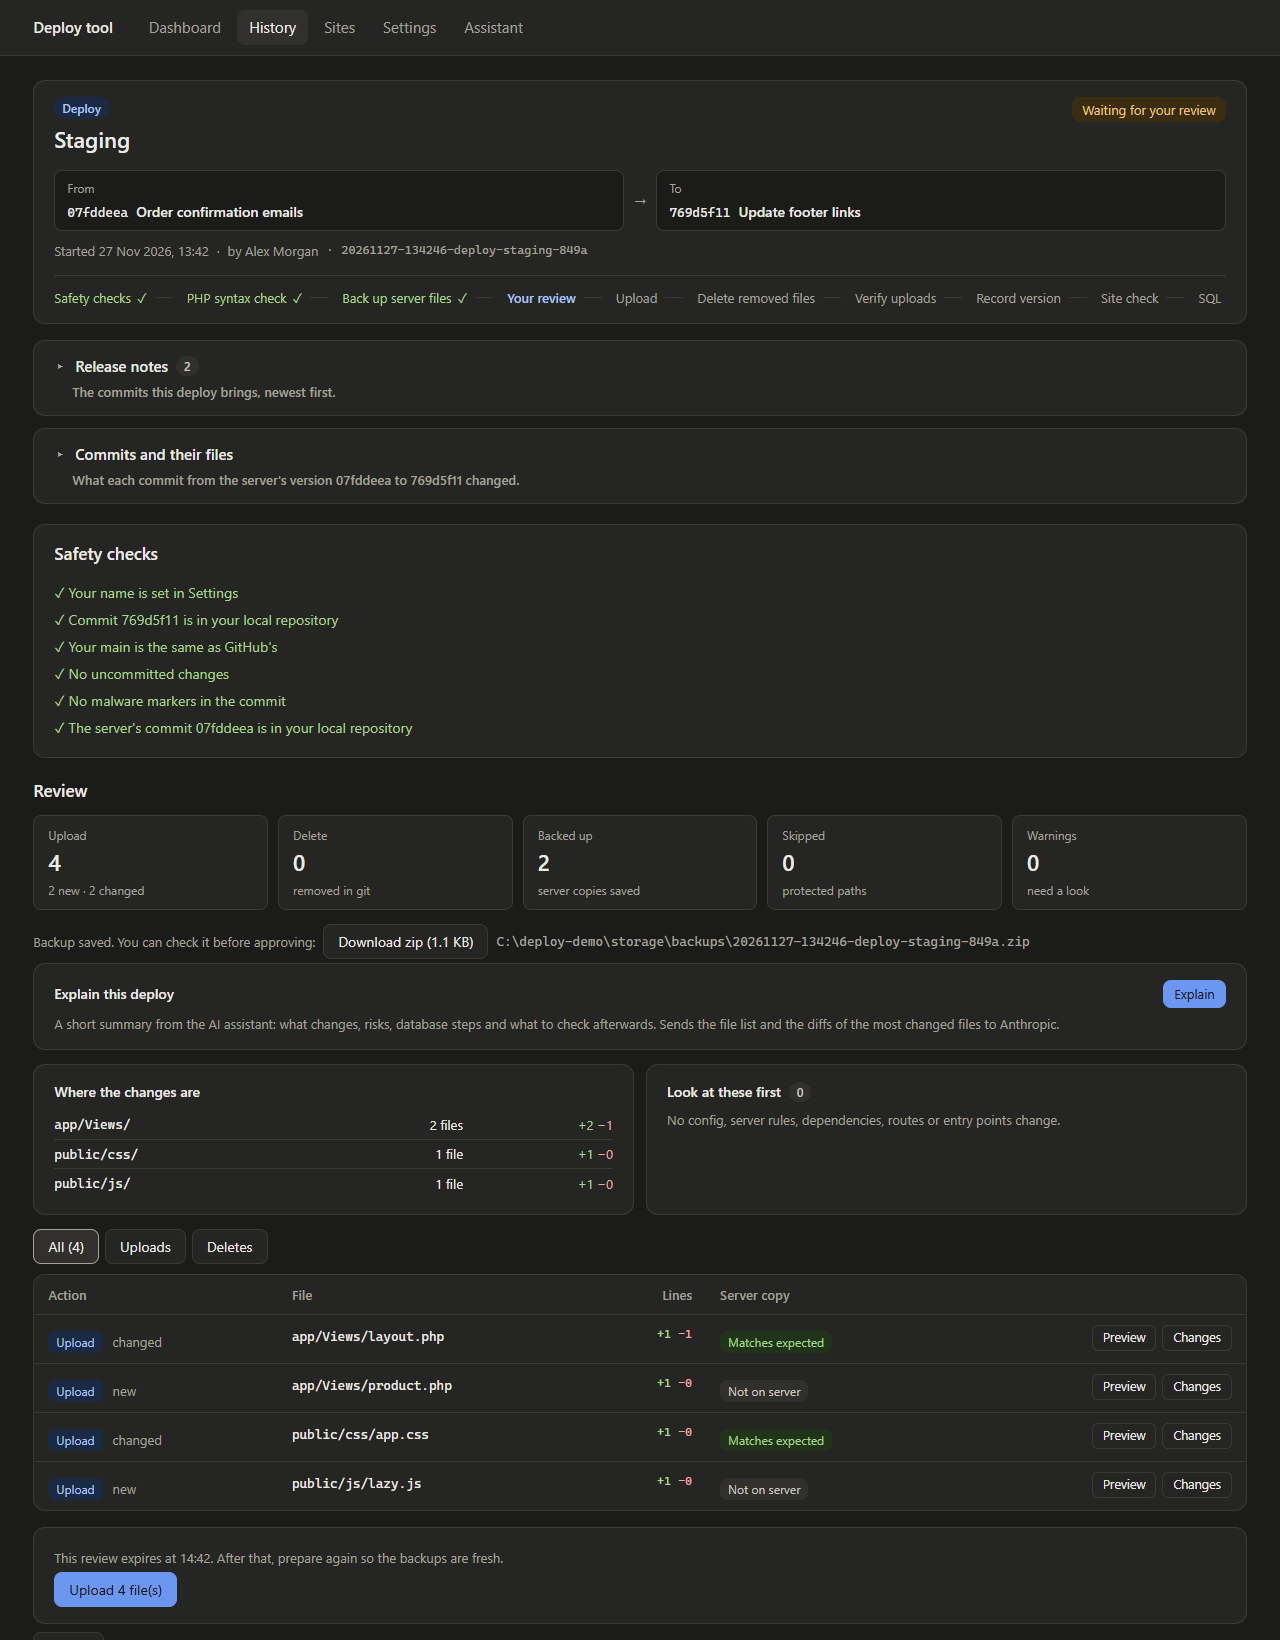 Deploy tool Dashboard History Sites Settings Assistant
Deploy
Waiting for your review
Staging
From
07fddeea Order confirmation emails
→
To
769d5f11 Update footer links
Started 27 Nov 2026, 13:42 · by Alex Morgan · 20261127-134246-deploy-staging-849a
Safety checks ✓ PHP syntax check ✓ Back up server files ✓ Your review Upload Delete removed files Verify uploads Record version Site check SQL
▸ Release notes 2
The commits this deploy brings, newest first.
▸ Commits and their files
What each commit from the server's version 07fddeea to 769d5f11 changed.
Safety checks
✓ Your name is set in Settings
✓ Commit 769d5f11 is in your local repository
✓ Your main is the same as GitHub's
✓ No uncommitted changes
✓ No malware markers in the commit
✓ The server's commit 07fddeea is in your local repository
Review
Upload
4
2 new · 2 changed
Delete
0
removed in git
Backed up
2
server copies saved
Skipped
0
protected paths
Warnings
0
need a look
Backup saved. You can check it before approving: Download zip (1.1 KB) C:\deploy-demo\storage\backups\20261127-134246-deploy-staging-849a.zip
Explain this deploy
Explain
A short summary from the AI assistant: what changes, risks, database steps and what to check afterwards. Sends the file list and the diffs of the most changed files to Anthropic.
Where the changes are
app/Views/ 2 files +2 −1
public/css/ 1 file +1 −0
public/js/ 1 file +1 −0
Look at these first 0
No config, server rules, dependencies, routes or entry points change.
All (4) Uploads Deletes
Action File Lines Server copy
Upload changed app/Views/layout.php +1 −1 Matches expected Preview Changes
Upload new app/Views/product.php +1 −0 Not on server Preview Changes
Upload changed public/css/app.css +1 −0 Matches expected Preview Changes
Upload new public/js/lazy.js +1 −0 Not on server Preview Changes
This review expires at 14:42. After that, prepare again so the backups are fresh.
Upload 4 file(s)